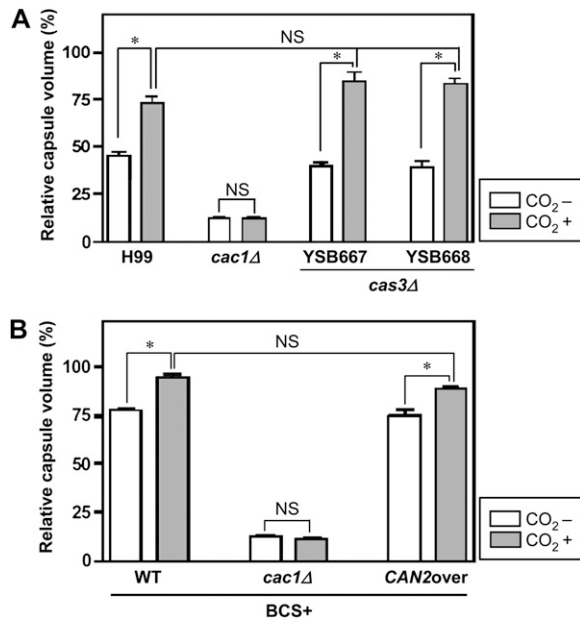 A
Relative capsule volume (%)
100
75
50
25
0
*
NS
*
*
NS
H99
cac1Δ
YSB667
YSB668
cas3Δ
CO₂ −
CO₂ +
B
Relative capsule volume (%)
100
75
50
25
0
*
NS
*
NS
WT
cac1Δ
CAN2over
BCS+
CO₂ −
CO₂ +